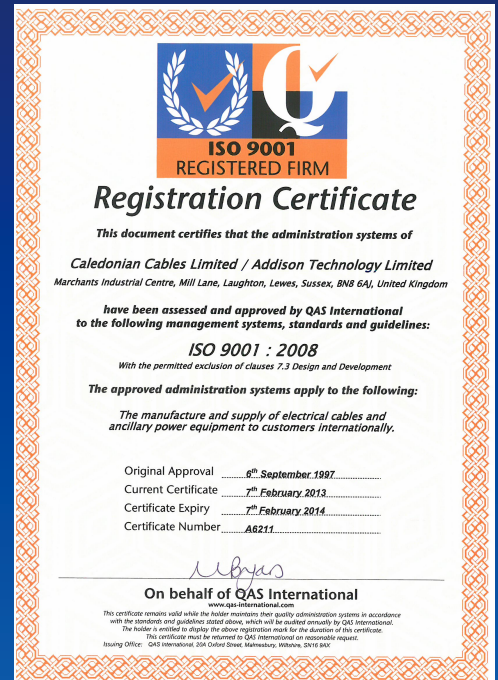 ISO 9001
REGISTERED FIRM
Registration Certificate
This document certifies that the administration systems of
Caledonian Cables Limited / Addison Technology Limited
Marchants Industrial Centre, Mill Lane, Laughton, Lewes, Sussex, BN8 6AJ, United Kingdom
have been assessed and approved by QAS International
to the following management systems, standards and guidelines:
ISO 9001 : 2008
With the permitted exclusion of clauses 7.3 Design and Development
The approved administration systems apply to the following:
The manufacture and supply of electrical cables and
ancillary power equipment to customers internationally.
Original Approval 6th September 1997
Current Certificate 7th February 2013
Certificate Expiry 7th February 2014
Certificate Number A6211
On behalf of QAS International
www.qas-international.com
This certificate remains valid while the holder maintains their quality administration systems in accordance
with the standards and guidelines stated above, which will be audited annually by QAS International.
The holder is entitled to display the above registration mark for the duration of this certificate.
This certificate must be returned to QAS International on reasonable request.
Issuing Office: QAS International, 20A Oxford Street, Malmesbury, Wiltshire, SN16 9AX